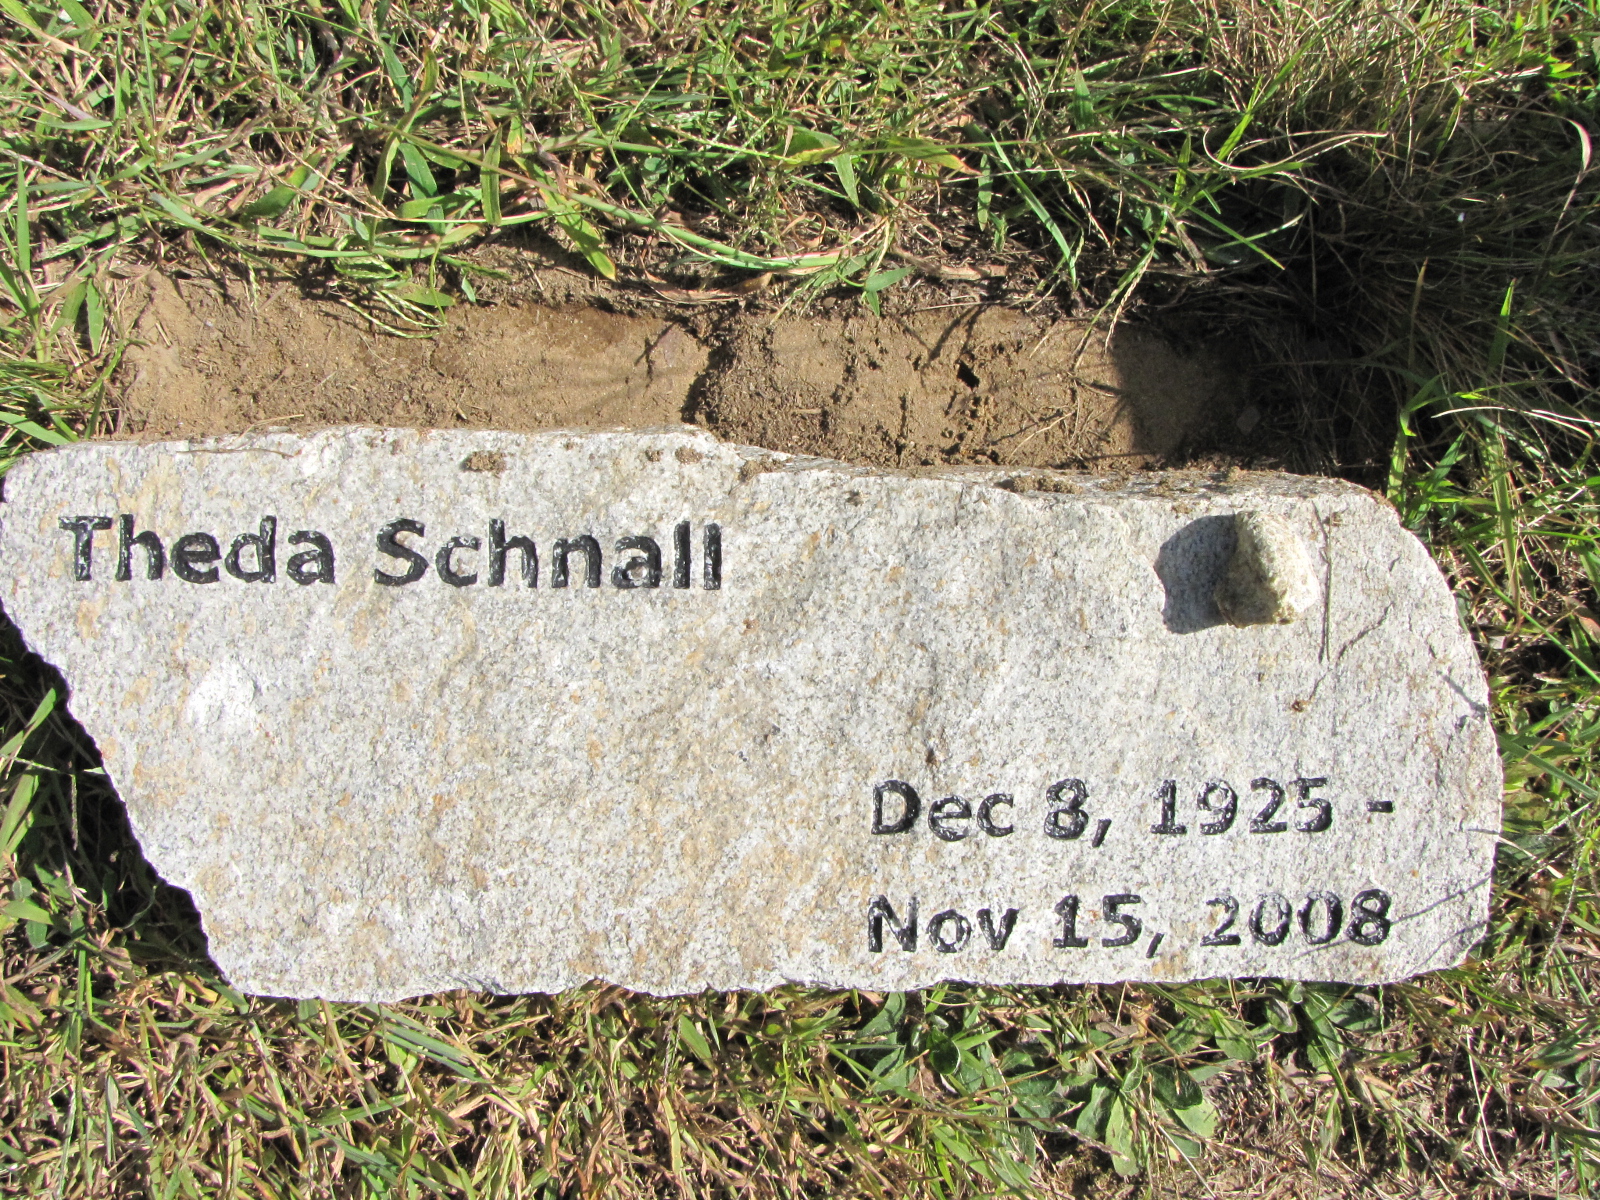 Theda Schnall
Dec 8, 1925 -
Nov 15, 2008